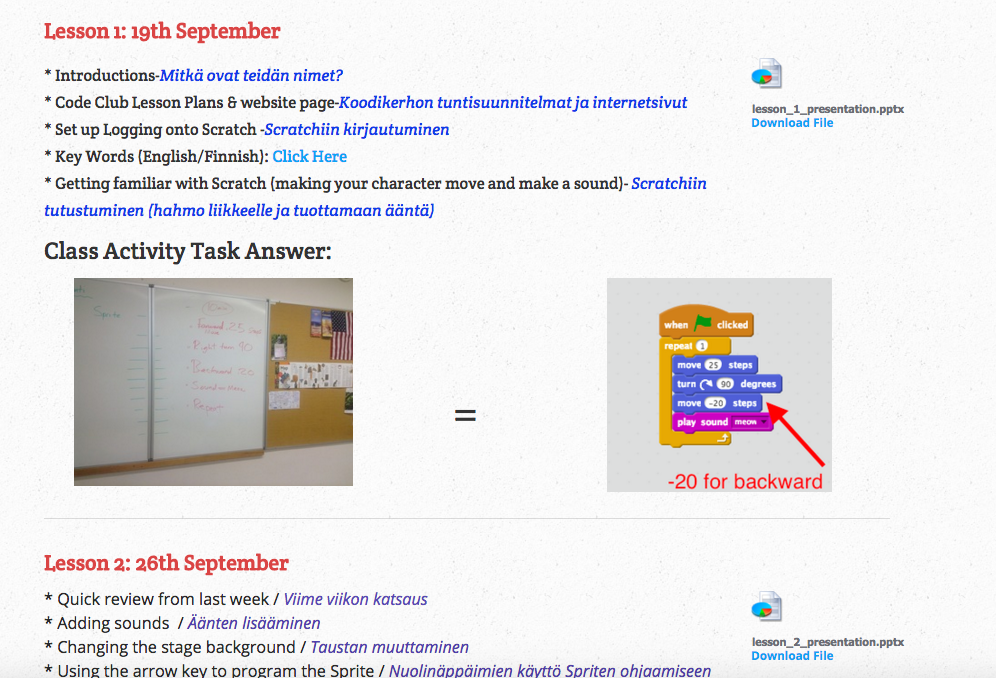 Lesson 1: 19th September
* Introductions-Mitkä ovat teidän nimet?
* Code Club Lesson Plans & website page-Koodikerhon tuntisuunnitelmat ja internetsivut
* Set up Logging onto Scratch -Scratchiin kirjautuminen
* Key Words (English/Finnish): Click Here
* Getting familiar with Scratch (making your character move and make a sound)- Scratchiin
tutustuminen (hahmo liikkeelle ja tuottamaan ääntä)
lesson_1_presentation.pptx
Download File
Class Activity Task Answer:
Sprite
Forward 25
Right turn 90
Backward 20
Repeat
=
when clicked
repeat 1
move 25 steps
turn 90 degrees
move -20 steps
play sound meow
-20 for backward
Lesson 2: 26th September
* Quick review from last week / Viime viikon katsaus
* Adding sounds / Äänten lisääminen
* Changing the stage background / Taustan muuttaminen
* Using the arrow key to program the Sprite / Nuolinäppäimien käyttö Spriten ohjaamiseen
lesson_2_presentation.pptx
Download File